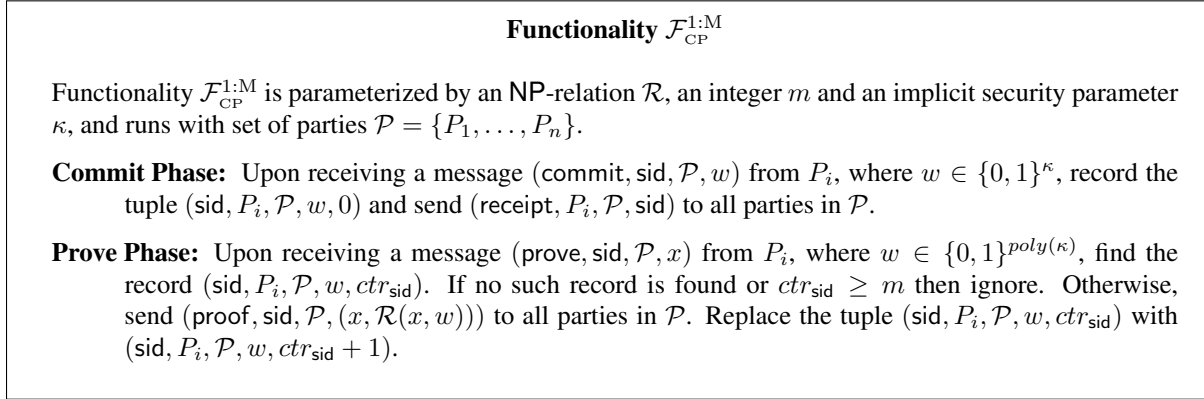 Functionality $\mathcal{F}_{\text{CP}}^{1:\text{M}}$
Functionality $\mathcal{F}_{\text{CP}}^{1:\text{M}}$ is parameterized by an NP-relation $\mathcal{R}$, an integer $m$ and an implicit security parameter
$\kappa$, and runs with set of parties $\mathcal{P} = \{P_1, \ldots, P_n\}$.
Commit Phase: Upon receiving a message (commit, sid, $\mathcal{P}, w$) from $P_i$, where $w \in \{0, 1\}^\kappa$, record the
tuple (sid, $P_i, \mathcal{P}, w, 0$) and send (receipt, $P_i, \mathcal{P}$, sid) to all parties in $\mathcal{P}$.
Prove Phase: Upon receiving a message (prove, sid, $\mathcal{P}, x$) from $P_i$, where $w \in \{0, 1\}^{poly(\kappa)}$, find the
record (sid, $P_i, \mathcal{P}, w, ctr_{\text{sid}}$). If no such record is found or $ctr_{\text{sid}} \geq m$ then ignore. Otherwise,
send (proof, sid, $\mathcal{P}, (x, \mathcal{R}(x, w))$) to all parties in $\mathcal{P}$. Replace the tuple (sid, $P_i, \mathcal{P}, w, ctr_{\text{sid}}$) with
(sid, $P_i, \mathcal{P}, w, ctr_{\text{sid}} + 1$).